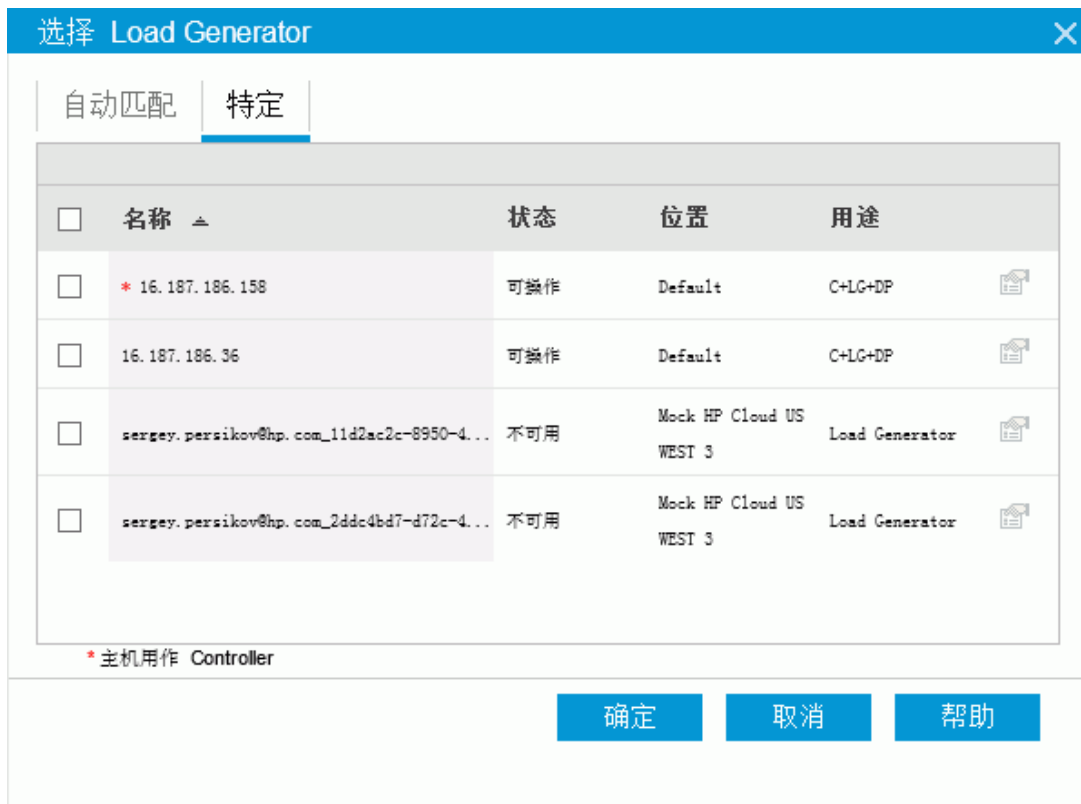 选择 Load Generator
自动匹配 特定
名称 状态 位置 用途
* 16.187.186.158 可操作 Default C+LG+DP
16.187.186.36 可操作 Default C+LG+DP
sergey.persikov@hp.com_11d2ac2c-8950-4... 不可用 Mock HP Cloud US
WEST 3 Load Generator
sergey.persikov@hp.com_2ddc4bd7-d72c-4... 不可用 Mock HP Cloud US
WEST 3 Load Generator
* 主机用作 Controller
确定 取消 帮助